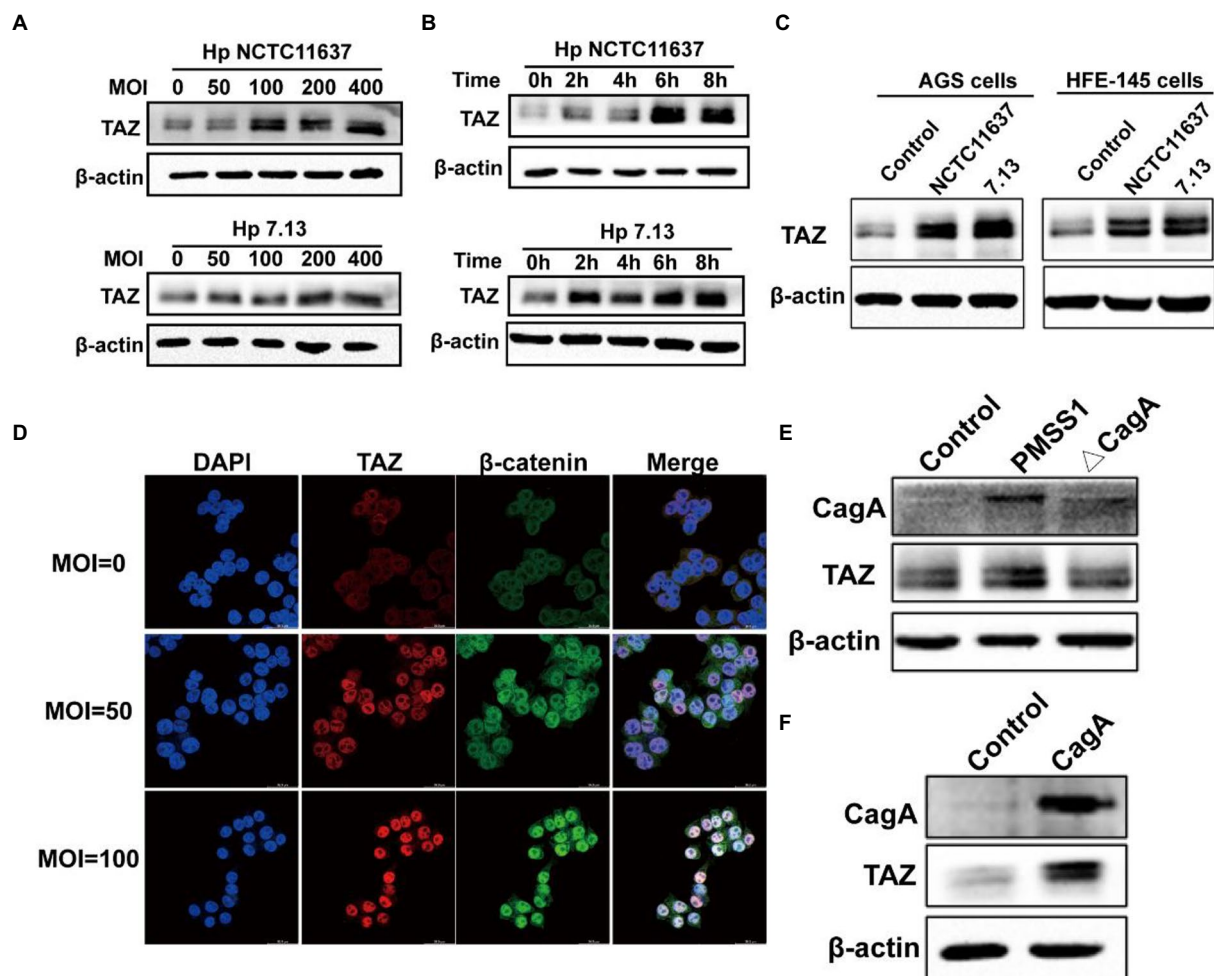 A
Hp NCTC11637
MOI 0 50 100 200 400
TAZ
β-actin
Hp 7.13
MOI 0 50 100 200 400
TAZ
β-actin
B
Hp NCTC11637
Time 0h 2h 4h 6h 8h
TAZ
β-actin
Hp 7.13
Time 0h 2h 4h 6h 8h
TAZ
β-actin
C
AGS cells HFE-145 cells
Control NCTC11637 7.13 Control NCTC11637 7.13
TAZ
β-actin
D
DAPI TAZ β-catenin Merge
MOI=0
MOI=50
MOI=100
E
Control PMSS1 △CagA
CagA
TAZ
β-actin
F
Control CagA
CagA
TAZ
β-actin